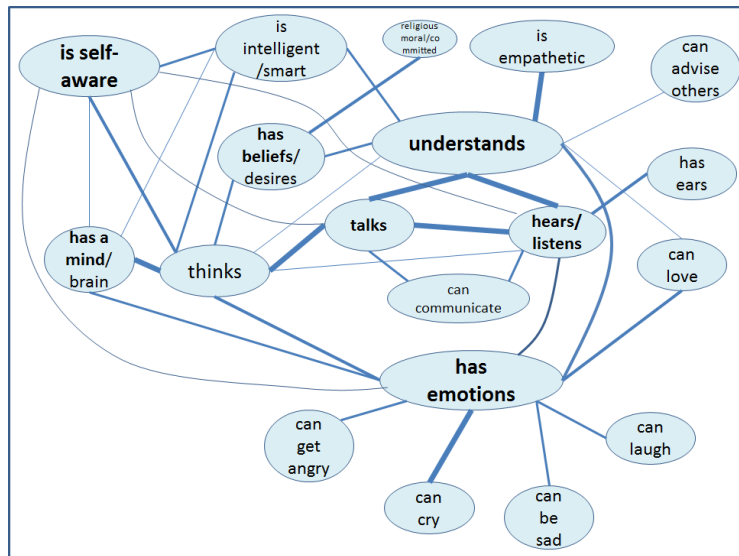 is self-
aware
is
intelligent
/smart
religious
moral/co
mmitted
is
empathetic
can
advise
others
has
beliefs/
desires
understands
has
ears
has a
mind/
brain
thinks
talks
hears/
listens
can
communicate
can
love
has
emotions
can
get
angry
can
cry
can
be
sad
can
laugh